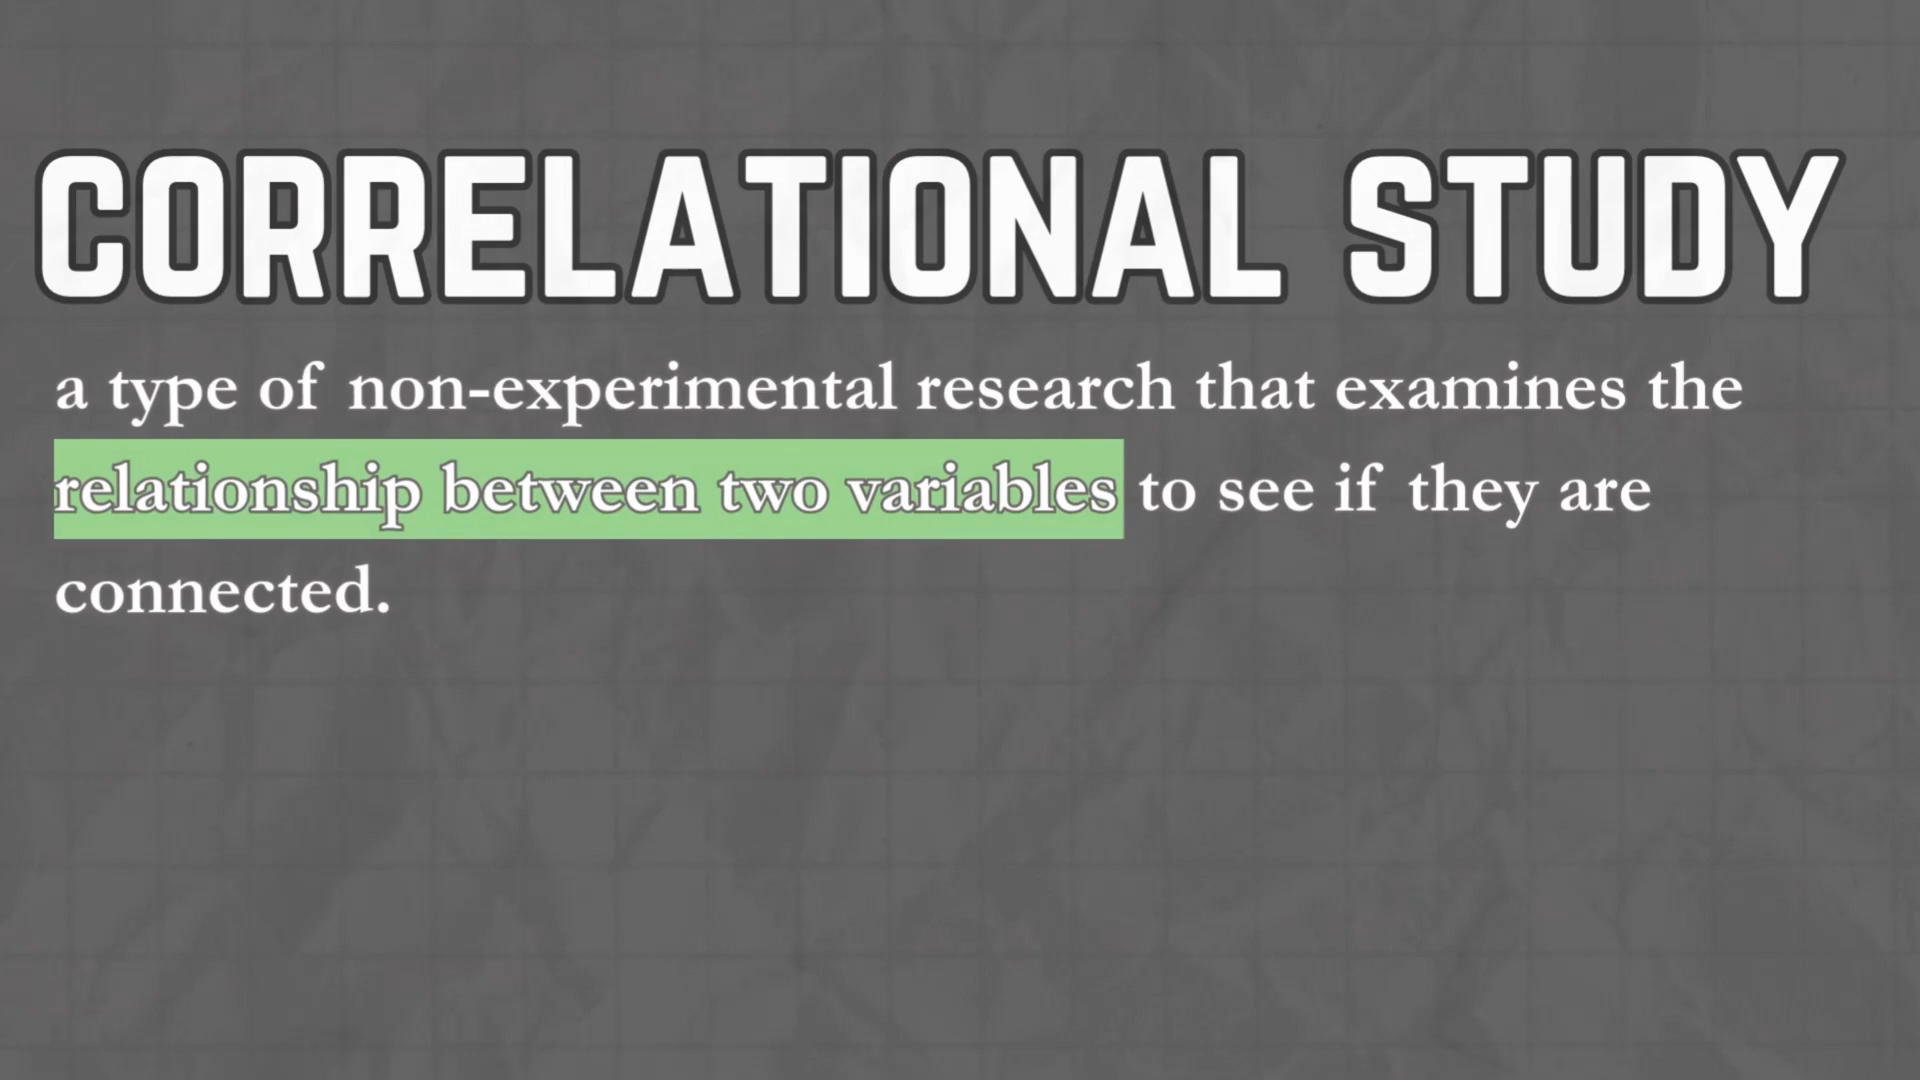 CORRELATIONAL STUDY
a type of non-experimental research that examines the
relationship between two variables to see if they are
connected.